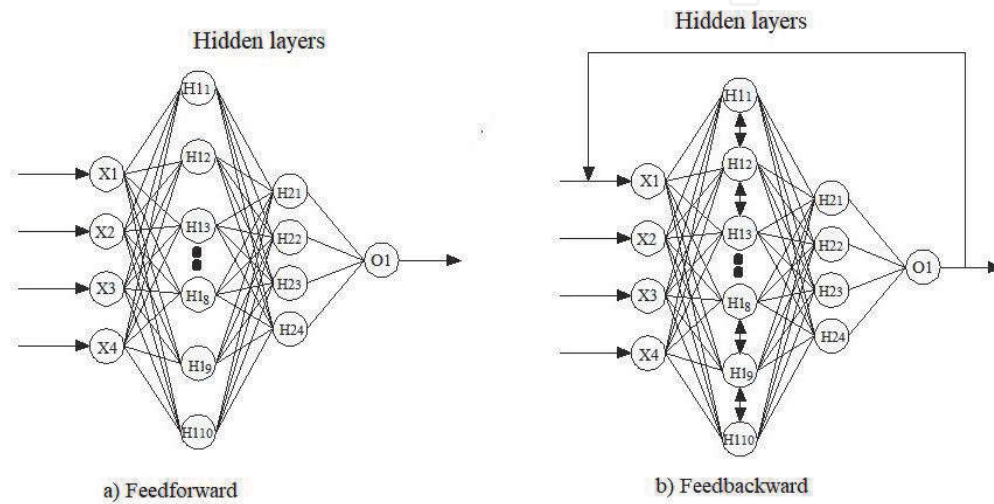 Hidden layers
H11
H12
X1
H21
X2
H13
H22
O1
X3
H23
H18
X4
H24
H19
H110
a) Feedforward
Hidden layers
H11
H12
X1
H21
X2
H13
H22
O1
X3
H23
H18
X4
H24
H19
H110
b) Feedbackward